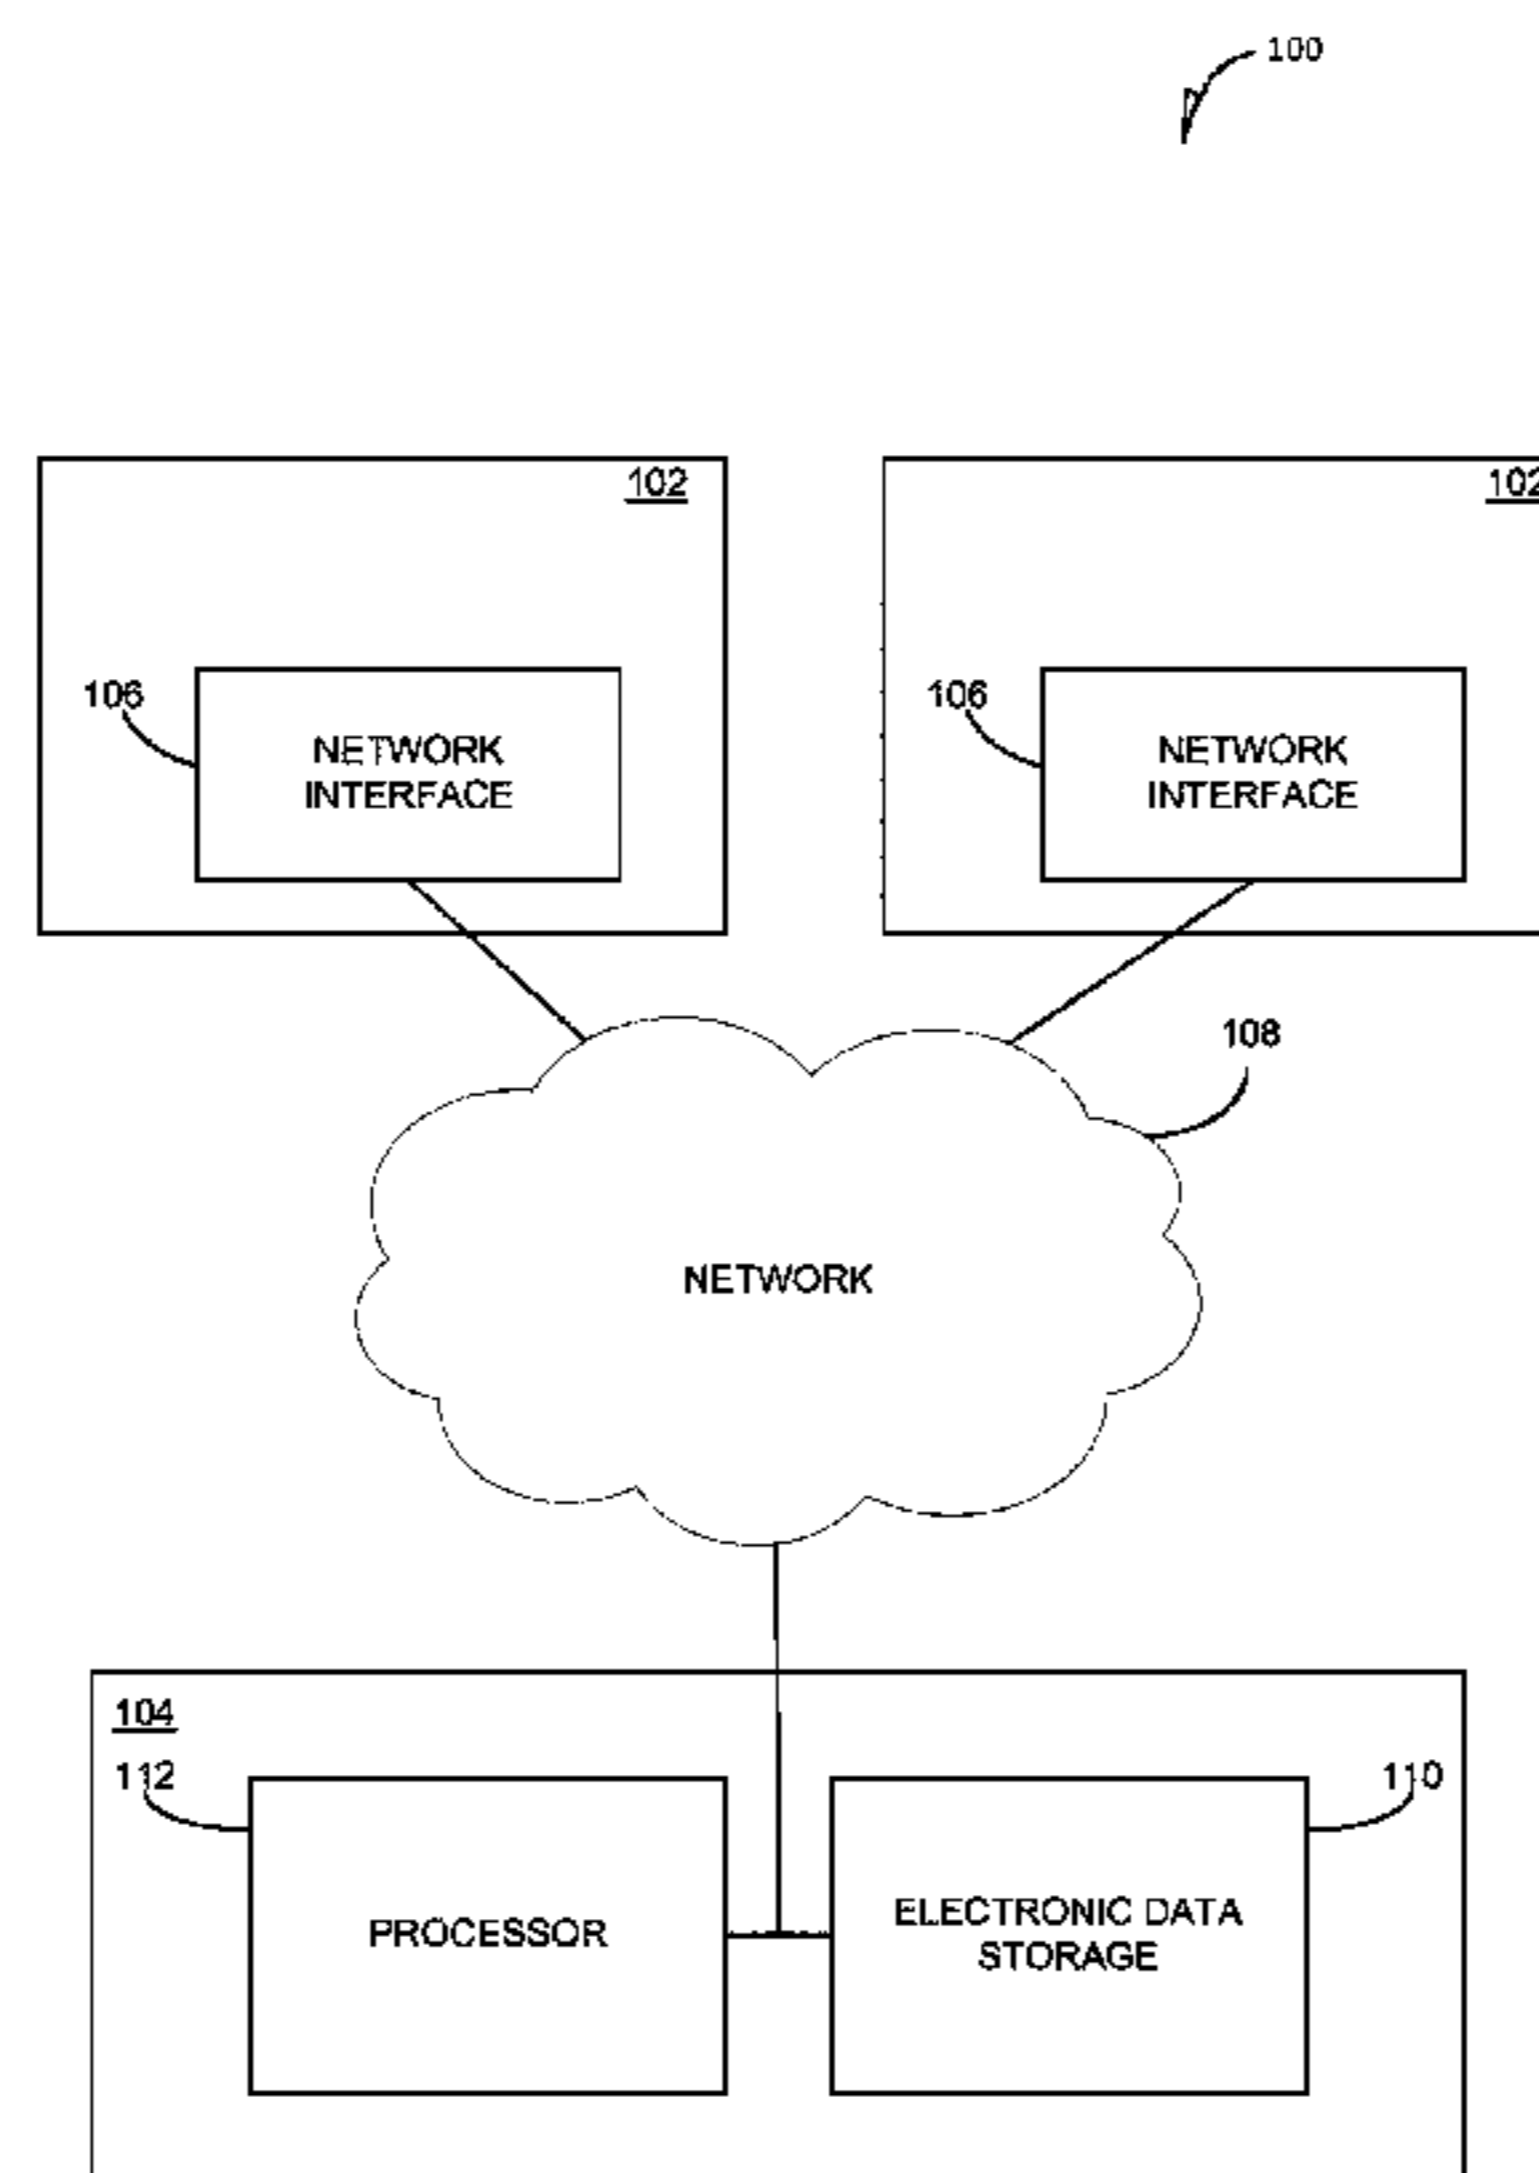 100
102
102
106
NETWORK
INTERFACE
106
NETWORK
INTERFACE
108
NETWORK
104
112
110
PROCESSOR
ELECTRONIC DATA
STORAGE